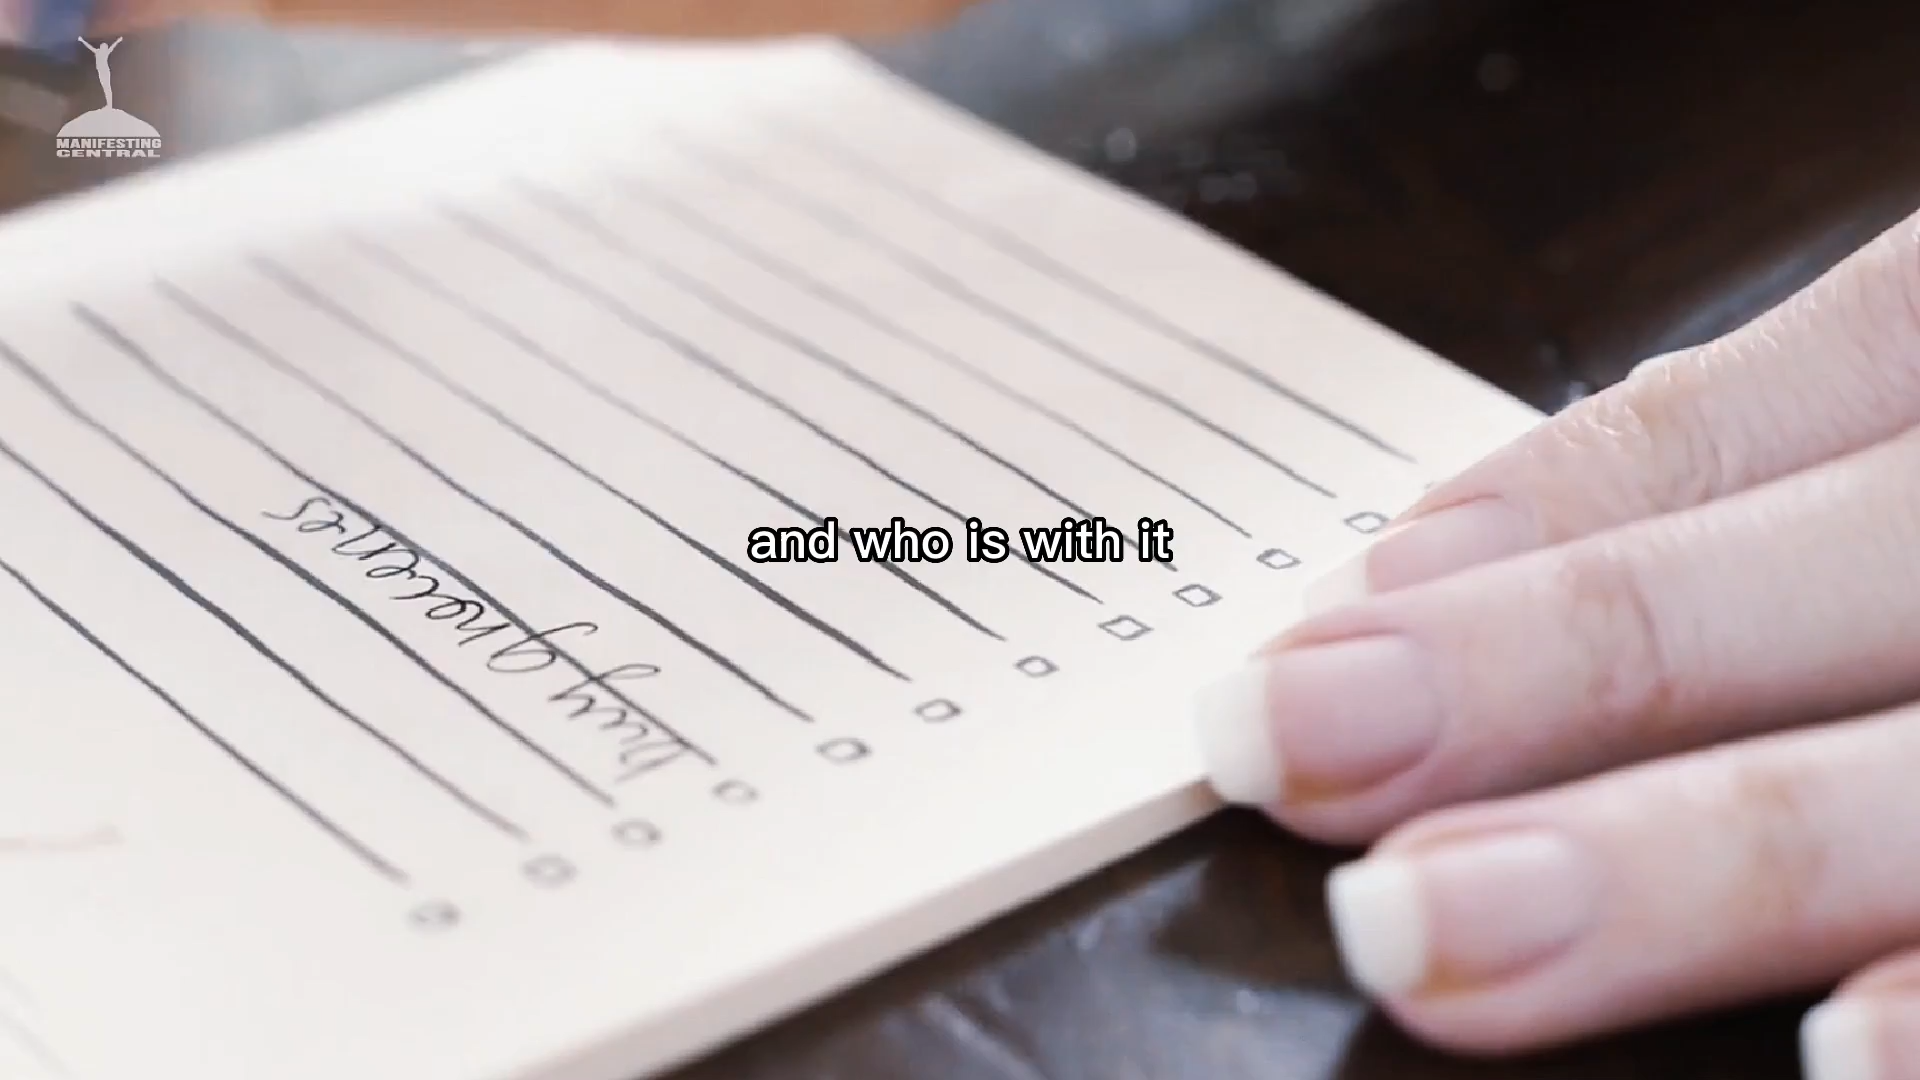 MANIFESTING
CENTRAL
and who is with it
buy groceries